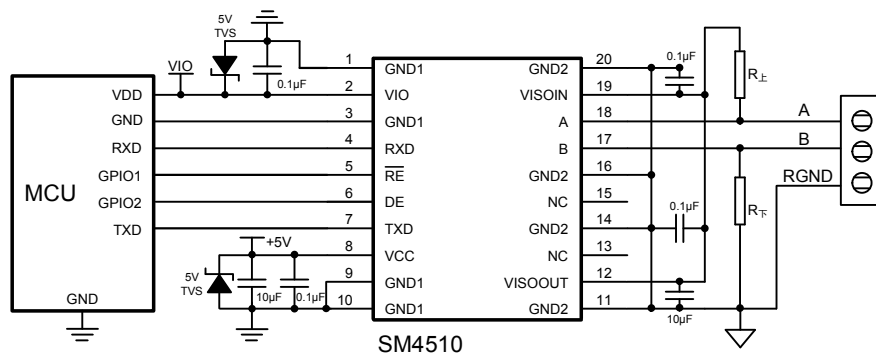 5V
TVS
VIO
0.1μF
MCU
VDD
GND
RXD
GPIO1
GPIO2
TXD
GND
+5V
5V
TVS
10μF
0.1μF
1
2
3
4
5
6
7
8
9
10
GND1
VIO
GND1
RXD
RE
DE
TXD
VCC
GND1
GND1
GND2
VISOIN
A
B
GND2
NC
GND2
NC
VISOOUT
GND2
20
19
18
17
16
15
14
13
12
11
SM4510
0.1μF
R上
A
B
RGND
0.1μF
R下
10μF